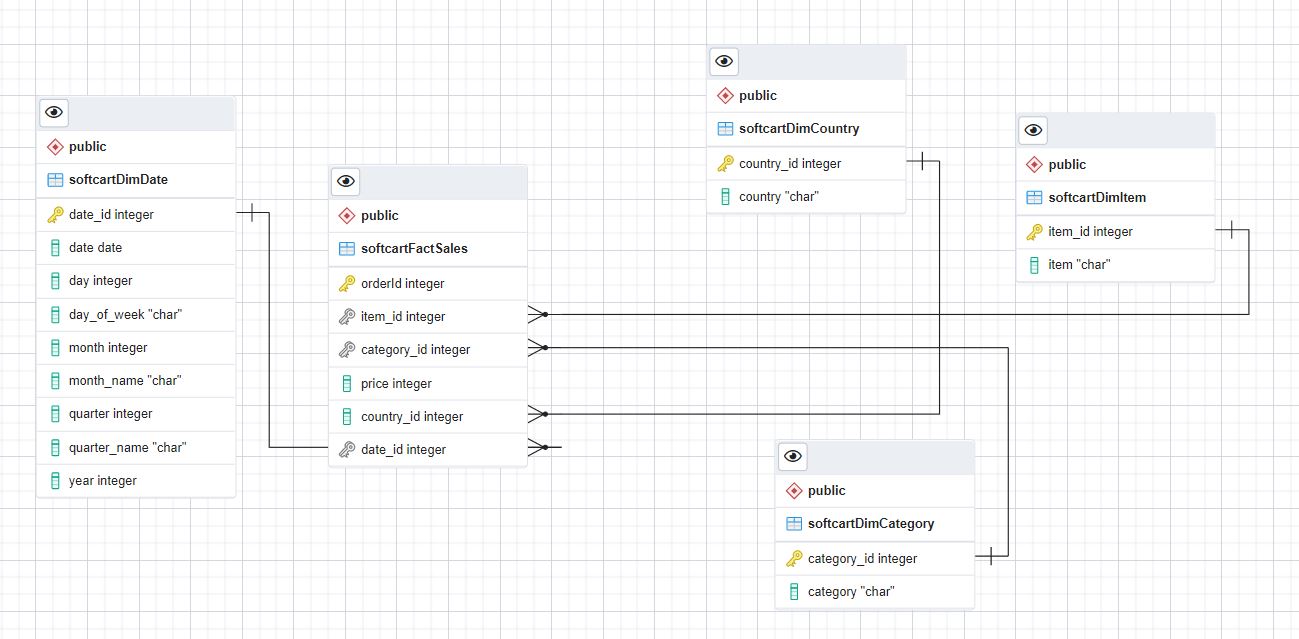 public
softcartDimDate
date_id integer
date date
day integer
day_of_week "char"
month integer
month_name "char"
quarter integer
quarter_name "char"
year integer
public
softcartFactSales
orderId integer
item_id integer
category_id integer
price integer
country_id integer
date_id integer
public
softcartDimCountry
country_id integer
country "char"
public
softcartDimItem
item_id integer
item "char"
public
softcartDimCategory
category_id integer
category "char"